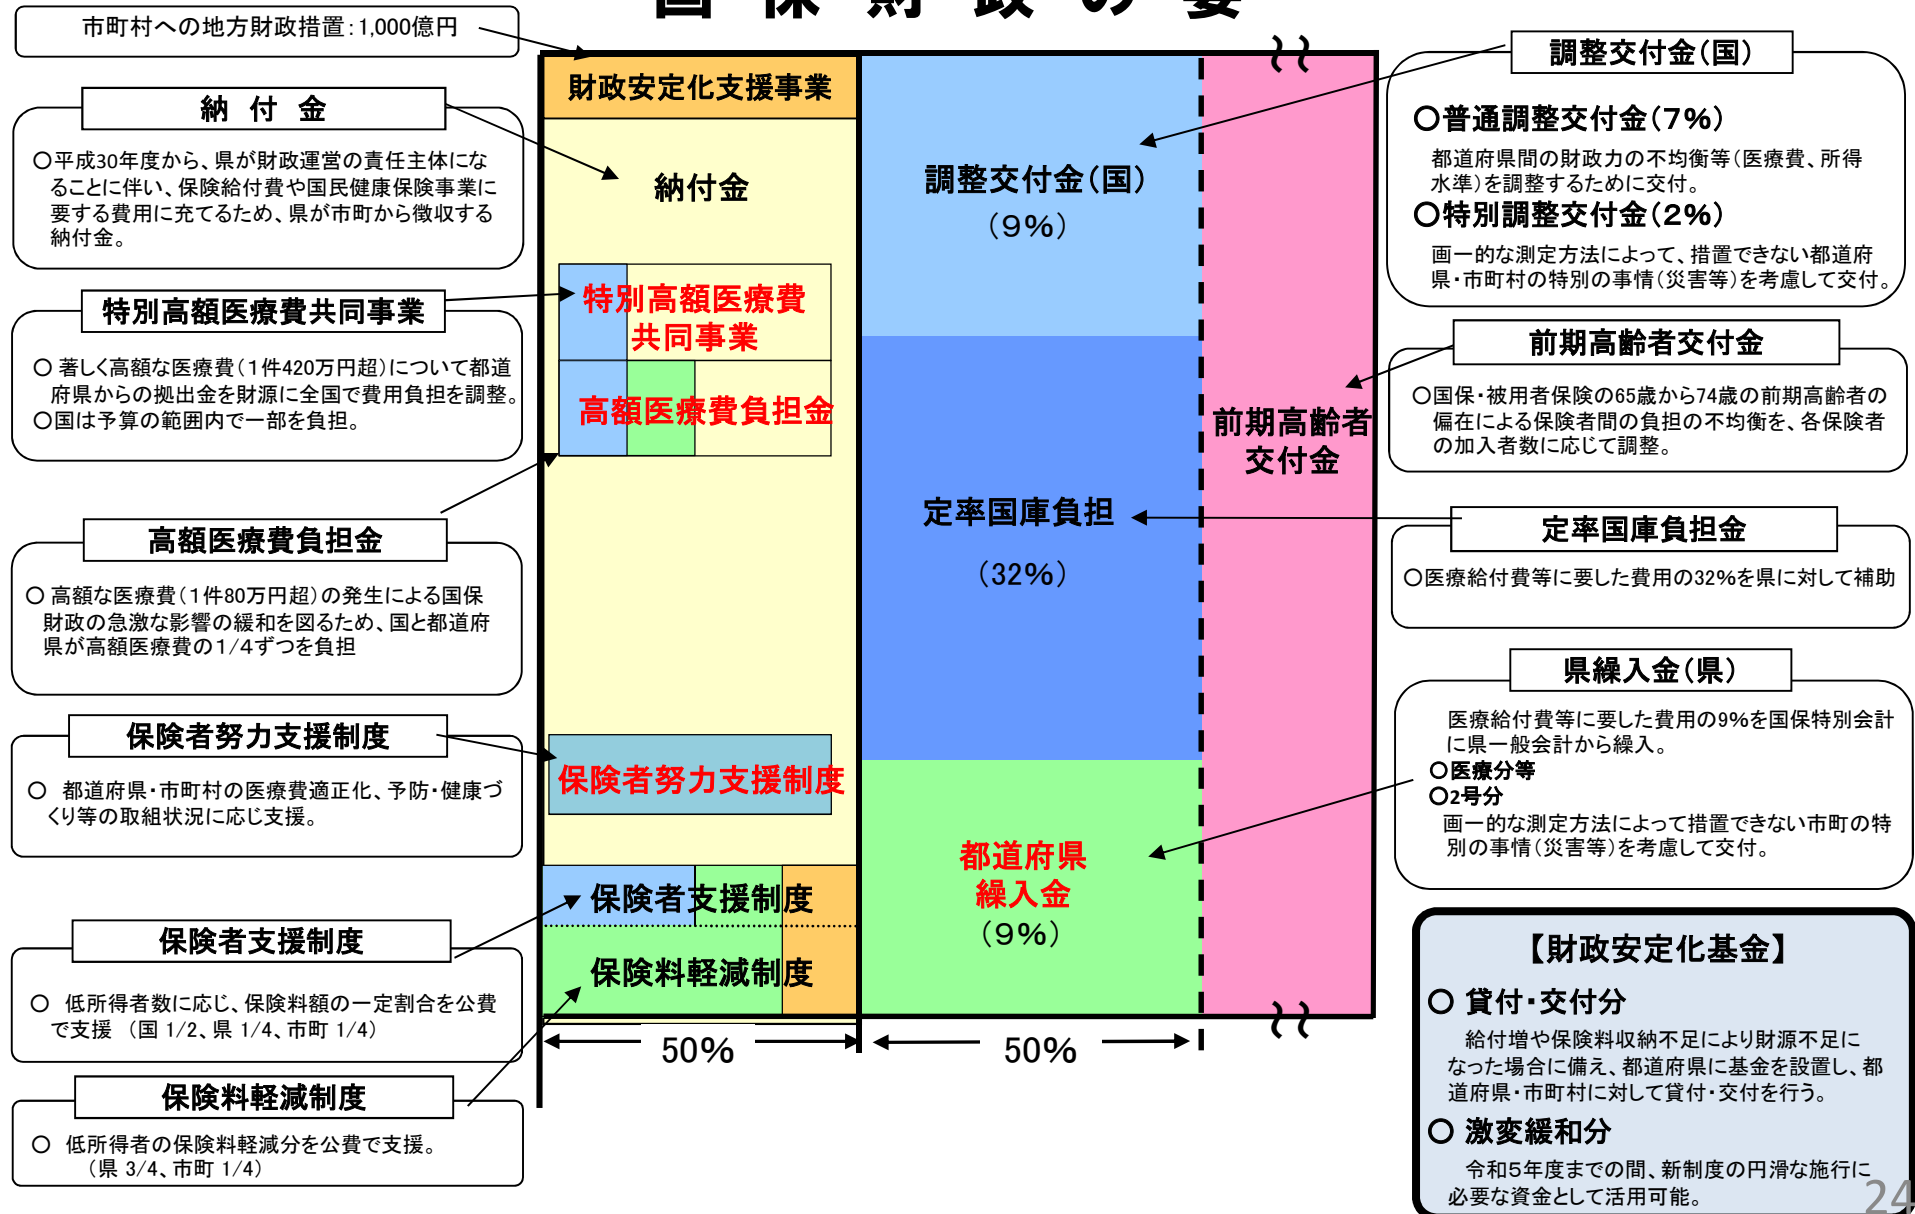 国保財政の要
市町村への地方財政措置：1,000億円
納 付 金
○平成30年度から、県が財政運営の責任主体にな
ることに伴い、保険給付費や国民健康保険事業に
要する費用に充てるため、県が市町から徴収する
納付金。
特別高額医療費共同事業
○ 著しく高額な医療費（１件420万円超）について都道
府県からの拠出金を財源に全国で費用負担を調整。
○国は予算の範囲内で一部を負担。
高額医療費負担金
○ 高額な医療費（１件80万円超）の発生による国保
財政の急激な影響の緩和を図るため、国と都道府
県が高額医療費の１/４ずつを負担
保険者努力支援制度
○ 都道府県・市町村の医療費適正化、予防・健康づ
くり等の取組状況に応じ支援。
保険者支援制度
○ 低所得者数に応じ、保険料額の一定割合を公費
で支援 （国 1/2、県 1/4、市町 1/4）
保険料軽減制度
○ 低所得者の保険料軽減分を公費で支援。
（県 3/4、市町 1/4）
財政安定化支援事業
納付金
特別高額医療費
共同事業
高額医療費負担金
保険者努力支援制度
保険者支援制度
保険料軽減制度
50%
調整交付金（国）
（９%）
定率国庫負担
（32%）
都道府県
繰入金
（９%）
50%
前期高齢者
交付金
調整交付金（国）
○普通調整交付金（７%）
都道府県間の財政力の不均衡等（医療費、所得
水準）を調整するために交付。
○特別調整交付金（２%）
画一的な測定方法によって、措置できない都道府
県・市町村の特別の事情（災害等）を考慮して交付。
前期高齢者交付金
○国保・被用者保険の65歳から74歳の前期高齢者の
偏在による保険者間の負担の不均衡を、各保険者
の加入者数に応じて調整。
定率国庫負担金
○医療給付費等に要した費用の32%を県に対して補助
県繰入金（県）
医療給付費等に要した費用の9%を国保特別会計
に県一般会計から繰入。
○医療分等
○2号分
画一的な測定方法によって措置できない市町の特
別の事情（災害等）を考慮して交付。
【財政安定化基金】
○ 貸付・交付分
給付増や保険料収納不足により財源不足に
なった場合に備え、都道府県に基金を設置し、都
道府県・市町村に対して貸付・交付を行う。
○ 激変緩和分
令和５年度までの間、新制度の円滑な施行に
必要な資金として活用可能。
24